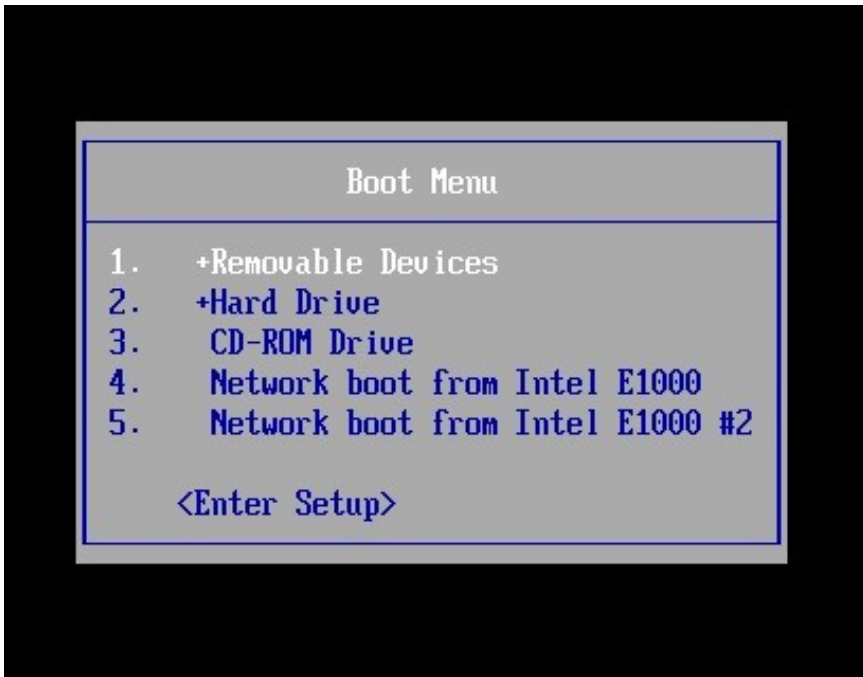 Boot Menu
1. +Removable Devices
2. +Hard Drive
3. CD-ROM Drive
4. Network boot from Intel E1000
5. Network boot from Intel E1000 #2
<Enter Setup>